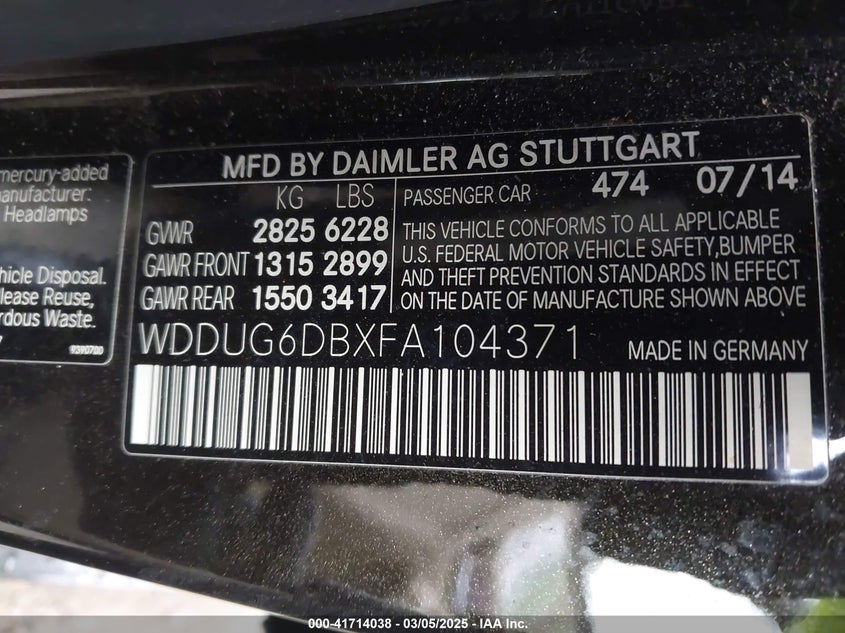 mercury-added
anufacturer:
Headlamps
hicle Disposal.
lease Reuse,
rdous Waste.
MFD BY DAIMLER AG STUTTGART
KG LBS
GVWR 2825 6228
GAWR FRONT 1315 2899
GAWR REAR 1550 3417
PASSENGER CAR 474 07/14
THIS VEHICLE CONFORMS TO ALL APPLICABLE
U.S. FEDERAL MOTOR VEHICLE SAFETY,BUMPER
AND THEFT PREVENTION STANDARDS IN EFFECT
ON THE DATE OF MANUFACTURE SHOWN ABOVE
WDDUG6DBXFA104371 MADE IN GERMANY
000-41714038 - 03/05/2025 - IAA Inc.